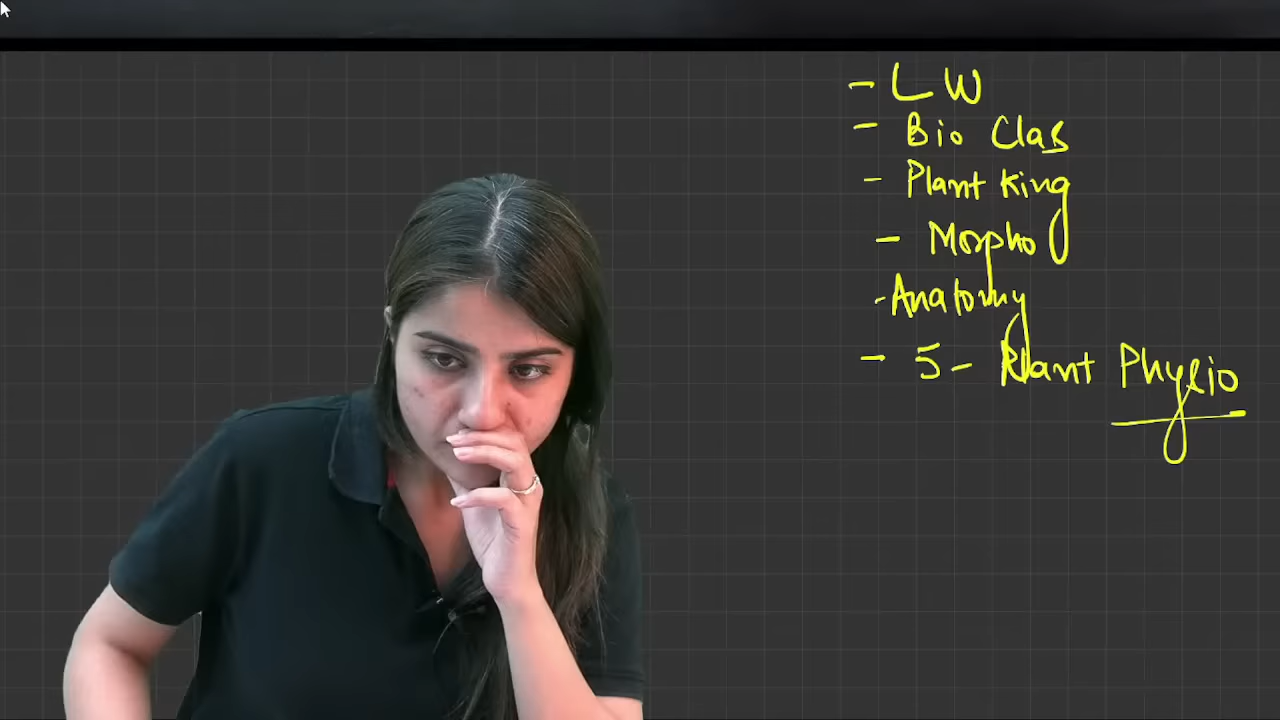 - LW
- Bio Clas
- Plant King
- Morpho
- Anatomy
- 5 - Plant Physio